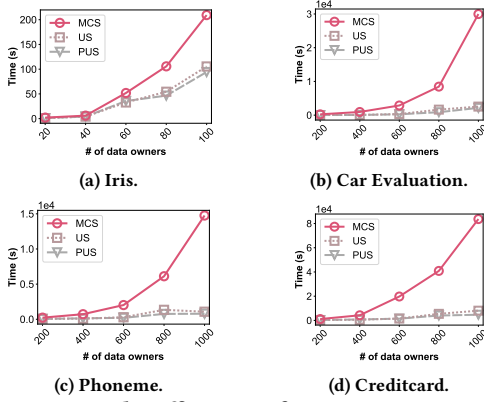 200
150
100
50
0
Time (s)
MCS
US
PUS
20
40
60
80
100
# of data owners
(a) Iris.
1e4
3
2
1
0
Time (s)
MCS
US
PUS
200
400
600
800
1000
# of data owners
(b) Car Evaluation.
1e4
1.5
1.0
0.5
0.0
Time (s)
MCS
US
PUS
200
400
600
800
1000
# of data owners
(c) Phoneme.
1e4
8
6
4
2
0
Time (s)
MCS
US
PUS
200
400
600
800
1000
# of data owners
(d) Creditcard.